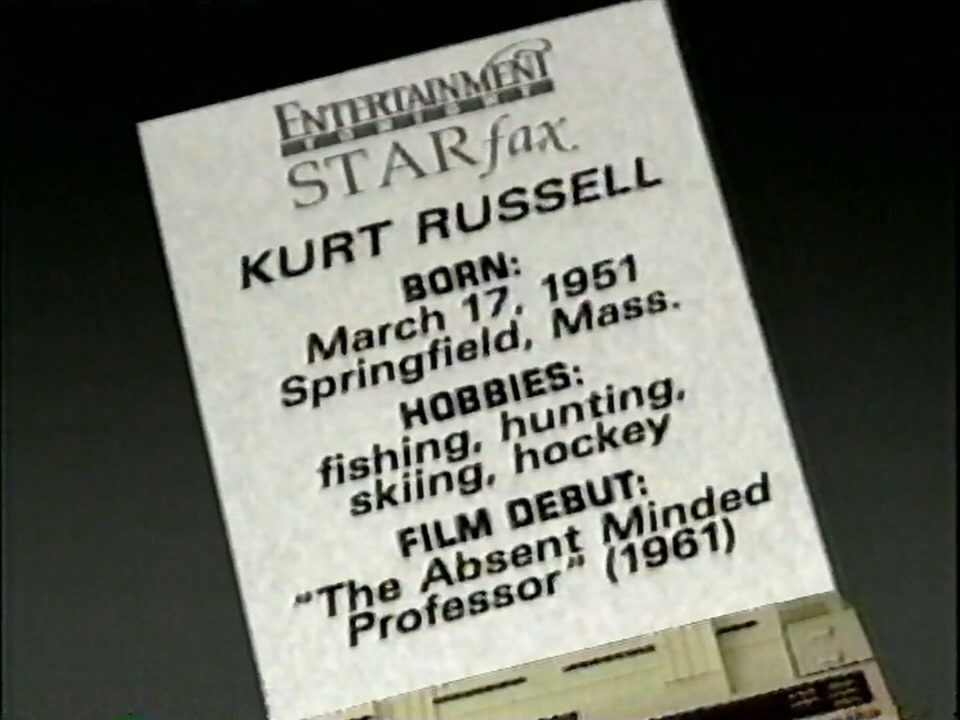 ENTERTAINMENT
TONIGHT
STARfax.
KURT RUSSELL
BORN:
March 17, 1951
Springfield, Mass.
HOBBIES:
fishing, hunting,
skiing, hockey
FILM DEBUT:
"The Absent Minded
Professor" (1961)